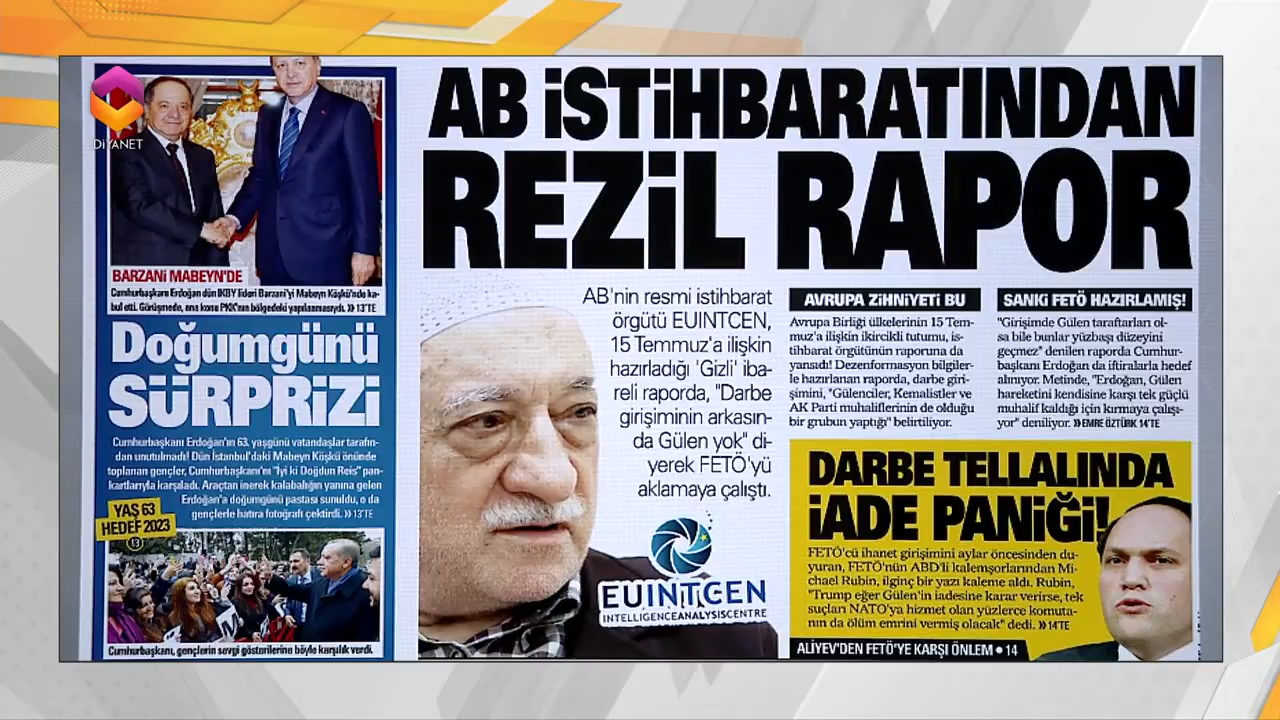 DİYANET
BARZANİ MABEYN'DE
Cumhurbaşkanı Erdoğan dün IKBY lideri Barzani'yi Mabeyn Köşkü'nde ka-
bul etti. Görüşmede, ana konu PKK'nın bölgedeki yapılanmasıydı. » 13'TE
Doğumgünü
SÜRPRİZİ
Cumhurbaşkanı Erdoğan'ın 63. yaşgünü vatandaşlar tarafın-
dan unutulmadı! Dün İstanbul'daki Mabeyn Köşkü önünde
toplanan gençler, Cumhurbaşkanı'nı "İyi ki Doğdun Reis" pan-
kartlarıyla karşıladı. Araçtan inerek kalabalığın yanına gelen
Erdoğan'a doğumgünü pastası sunuldu, o da
gençlerle hatıra fotoğrafı çektirdi. » 13'TE
YAŞ 63
HEDEF 2023
13
Cumhurbaşkanı, gençlerin sevgi gösterilerine böyle karşılık verdi.
AB İSTİHBARATINDAN
REZİL RAPOR
AB'nin resmi istihbarat
örgütü EUINTCEN,
15 Temmuz'a ilişkin
hazırladığı 'Gizli' iba-
reli raporda, "Darbe
girişiminin arkasın-
da Gülen yok" di-
yerek FETÖ'yü
aklamaya çalıştı.
EUINTCEN
INTELLIGENCEANALYSISCENTRE
AVRUPA ZİHNİYETİ BU
Avrupa Birliği ülkelerinin 15 Tem-
muz'a ilişkin ikircikli tutumu, is-
tihbarat örgütünün raporuna da
yansıdı! Dezenformasyon bilgiler-
le hazırlanan raporda, darbe giri-
şimini, "Gülenciler, Kemalistler ve
AK Parti muhaliflerinin de olduğu
bir grubun yaptığı" belirtiliyor.
SANKİ FETÖ HAZIRLAMIŞ!
"Girişimde Gülen taraftarları ol-
sa bile bunlar yüzbaşı düzeyini
geçmez" denilen raporda Cumhur-
başkanı Erdoğan da iftiralarla hedef
alınıyor. Metinde, "Erdoğan, Gülen
hareketini kendisine karşı tek güçlü
muhalif kaldığı için kırmaya çalışı-
yor" deniliyor. » EMRE ÖZTÜRK 14'TE
DARBE TELLALINDA
İADE PANİĞİ!
FETÖ'cü ihanet girişimini aylar öncesinden du-
yuran, FETÖ'nün ABD'li kalemşorlarından Mi-
chael Rubin, ilginç bir yazı kaleme aldı. Rubin,
"Trump eğer Gülen'in iadesine karar verirse, tek
suçları NATO'ya hizmet olan yüzlerce komuta-
nın da ölüm emrini vermiş olacak" dedi. » 14'TE
ALİYEV'DEN FETÖ'YE KARŞI ÖNLEM • 14